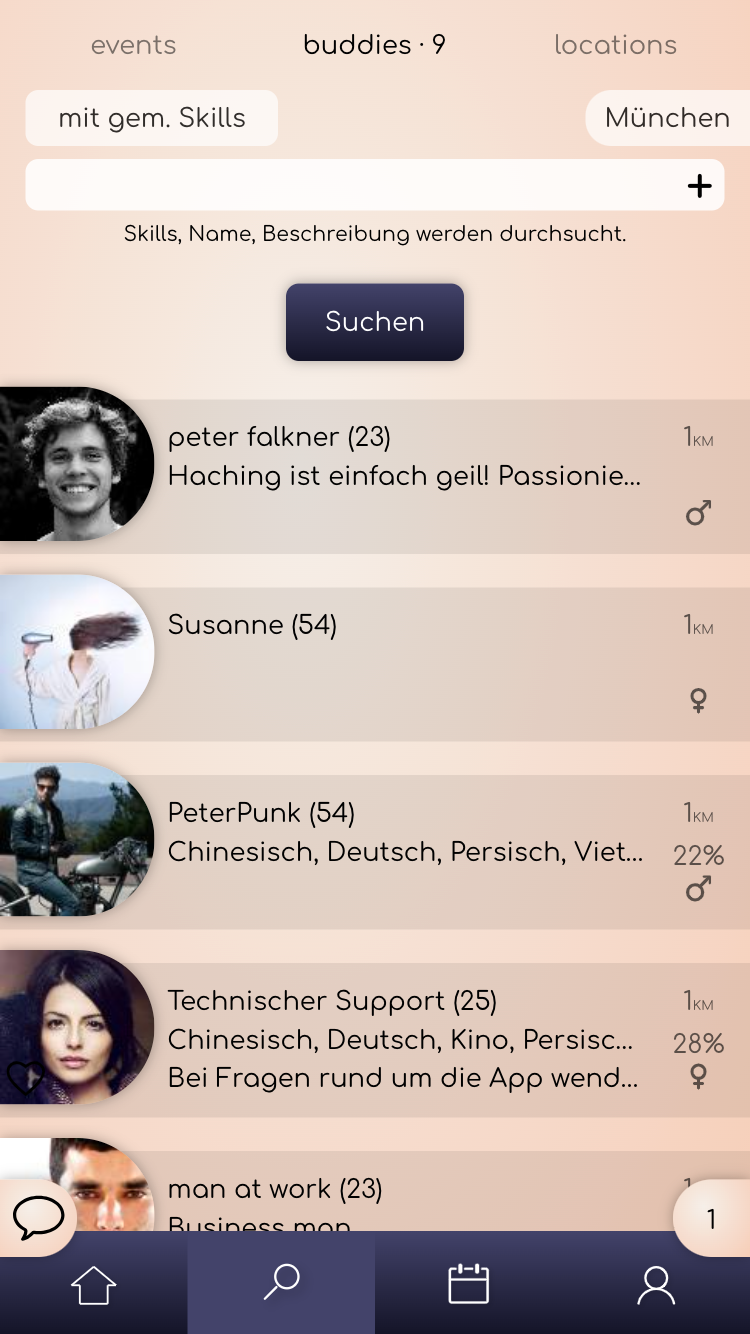 events buddies · 9 locations
mit gem. Skills München
Skills, Name, Beschreibung werden durchsucht.
Suchen
peter falkner (23) 1KM
Haching ist einfach geil! Passionie...
Susanne (54) 1KM
PeterPunk (54) 1KM
Chinesisch, Deutsch, Persisch, Viet... 22%
Technischer Support (25) 1KM
Chinesisch, Deutsch, Kino, Persisc... 28%
Bei Fragen rund um die App wend...
man at work (23)
Business man
1